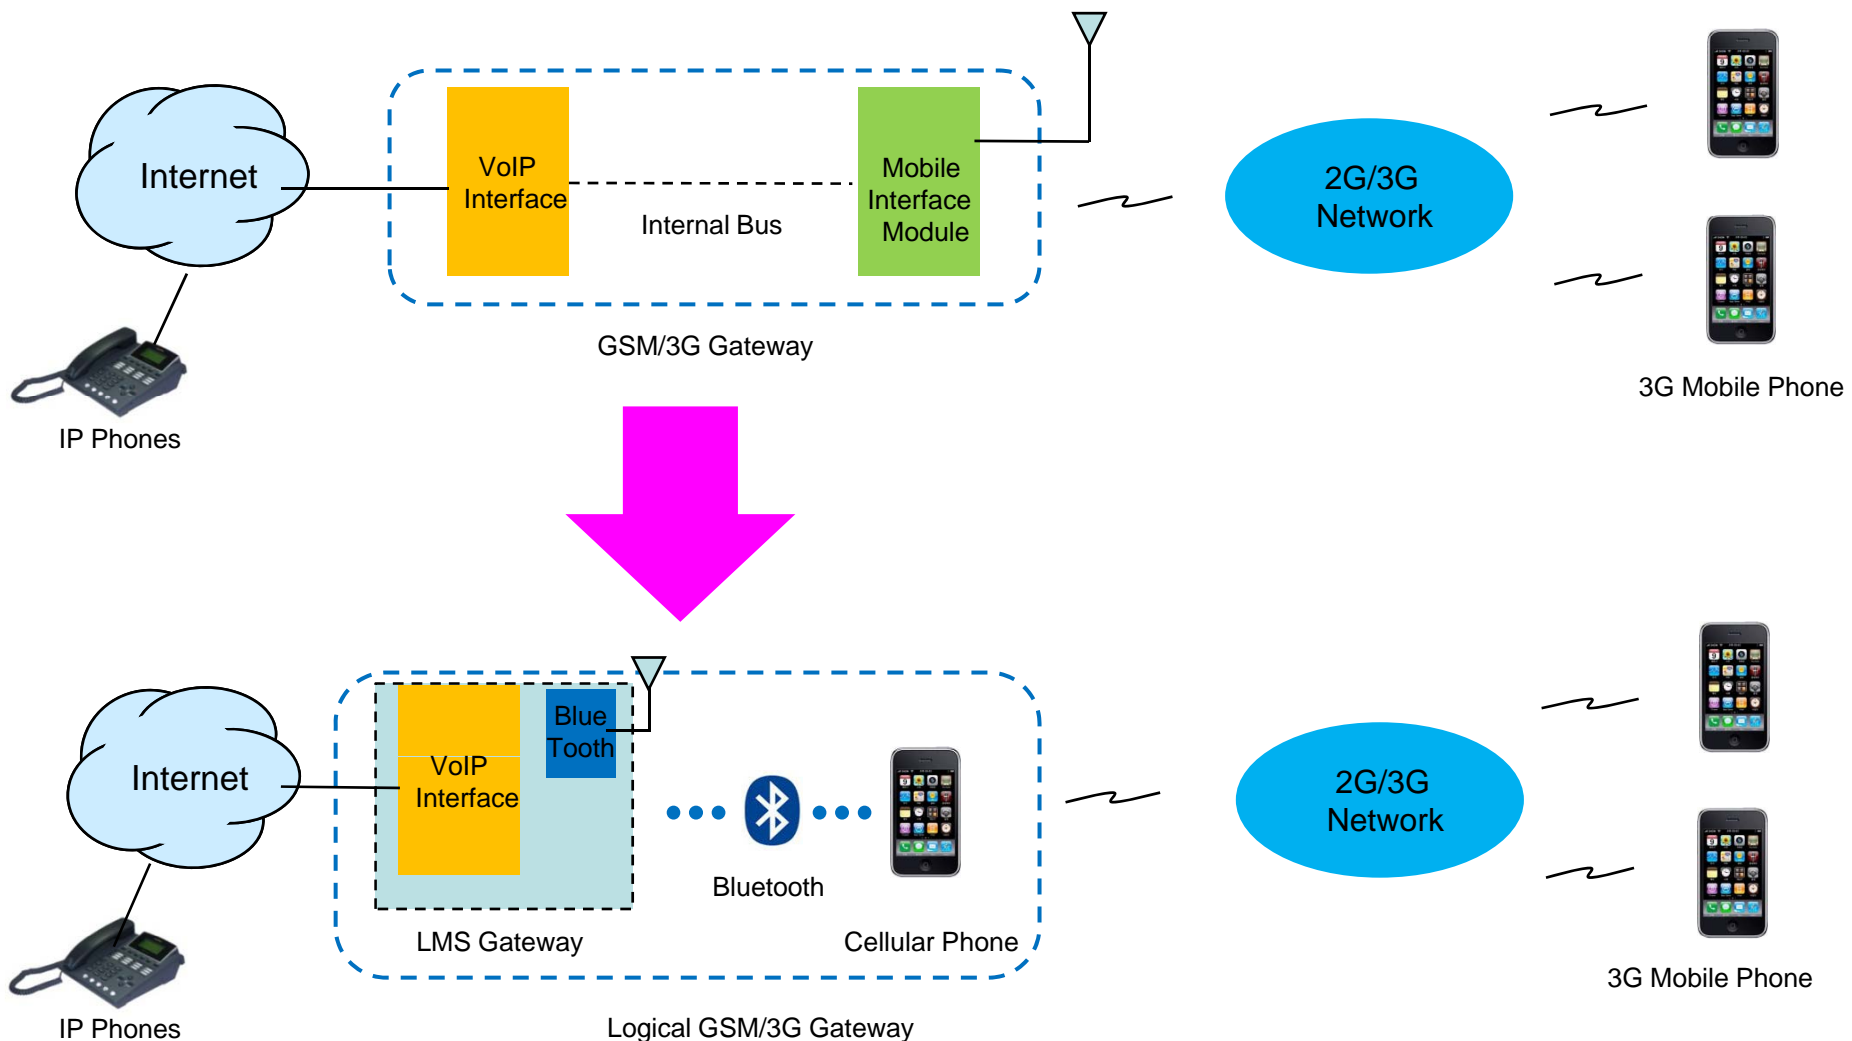 Internet
VoIP
Interface
Internal Bus
Mobile
Interface
Module
2G/3G
Network
GSM/3G Gateway
3G Mobile Phone
IP Phones
Internet
VoIP
Interface
Blue
Tooth
Bluetooth
2G/3G
Network
LMS Gateway
Cellular Phone
3G Mobile Phone
IP Phones
Logical GSM/3G Gateway